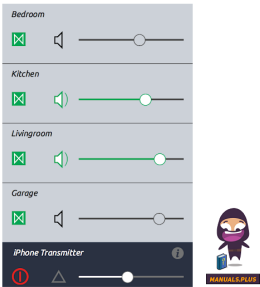 Bedroom
Kitchen
Livingroom
Garage
iPhone Transmitter
i
MANUALS.PLUS